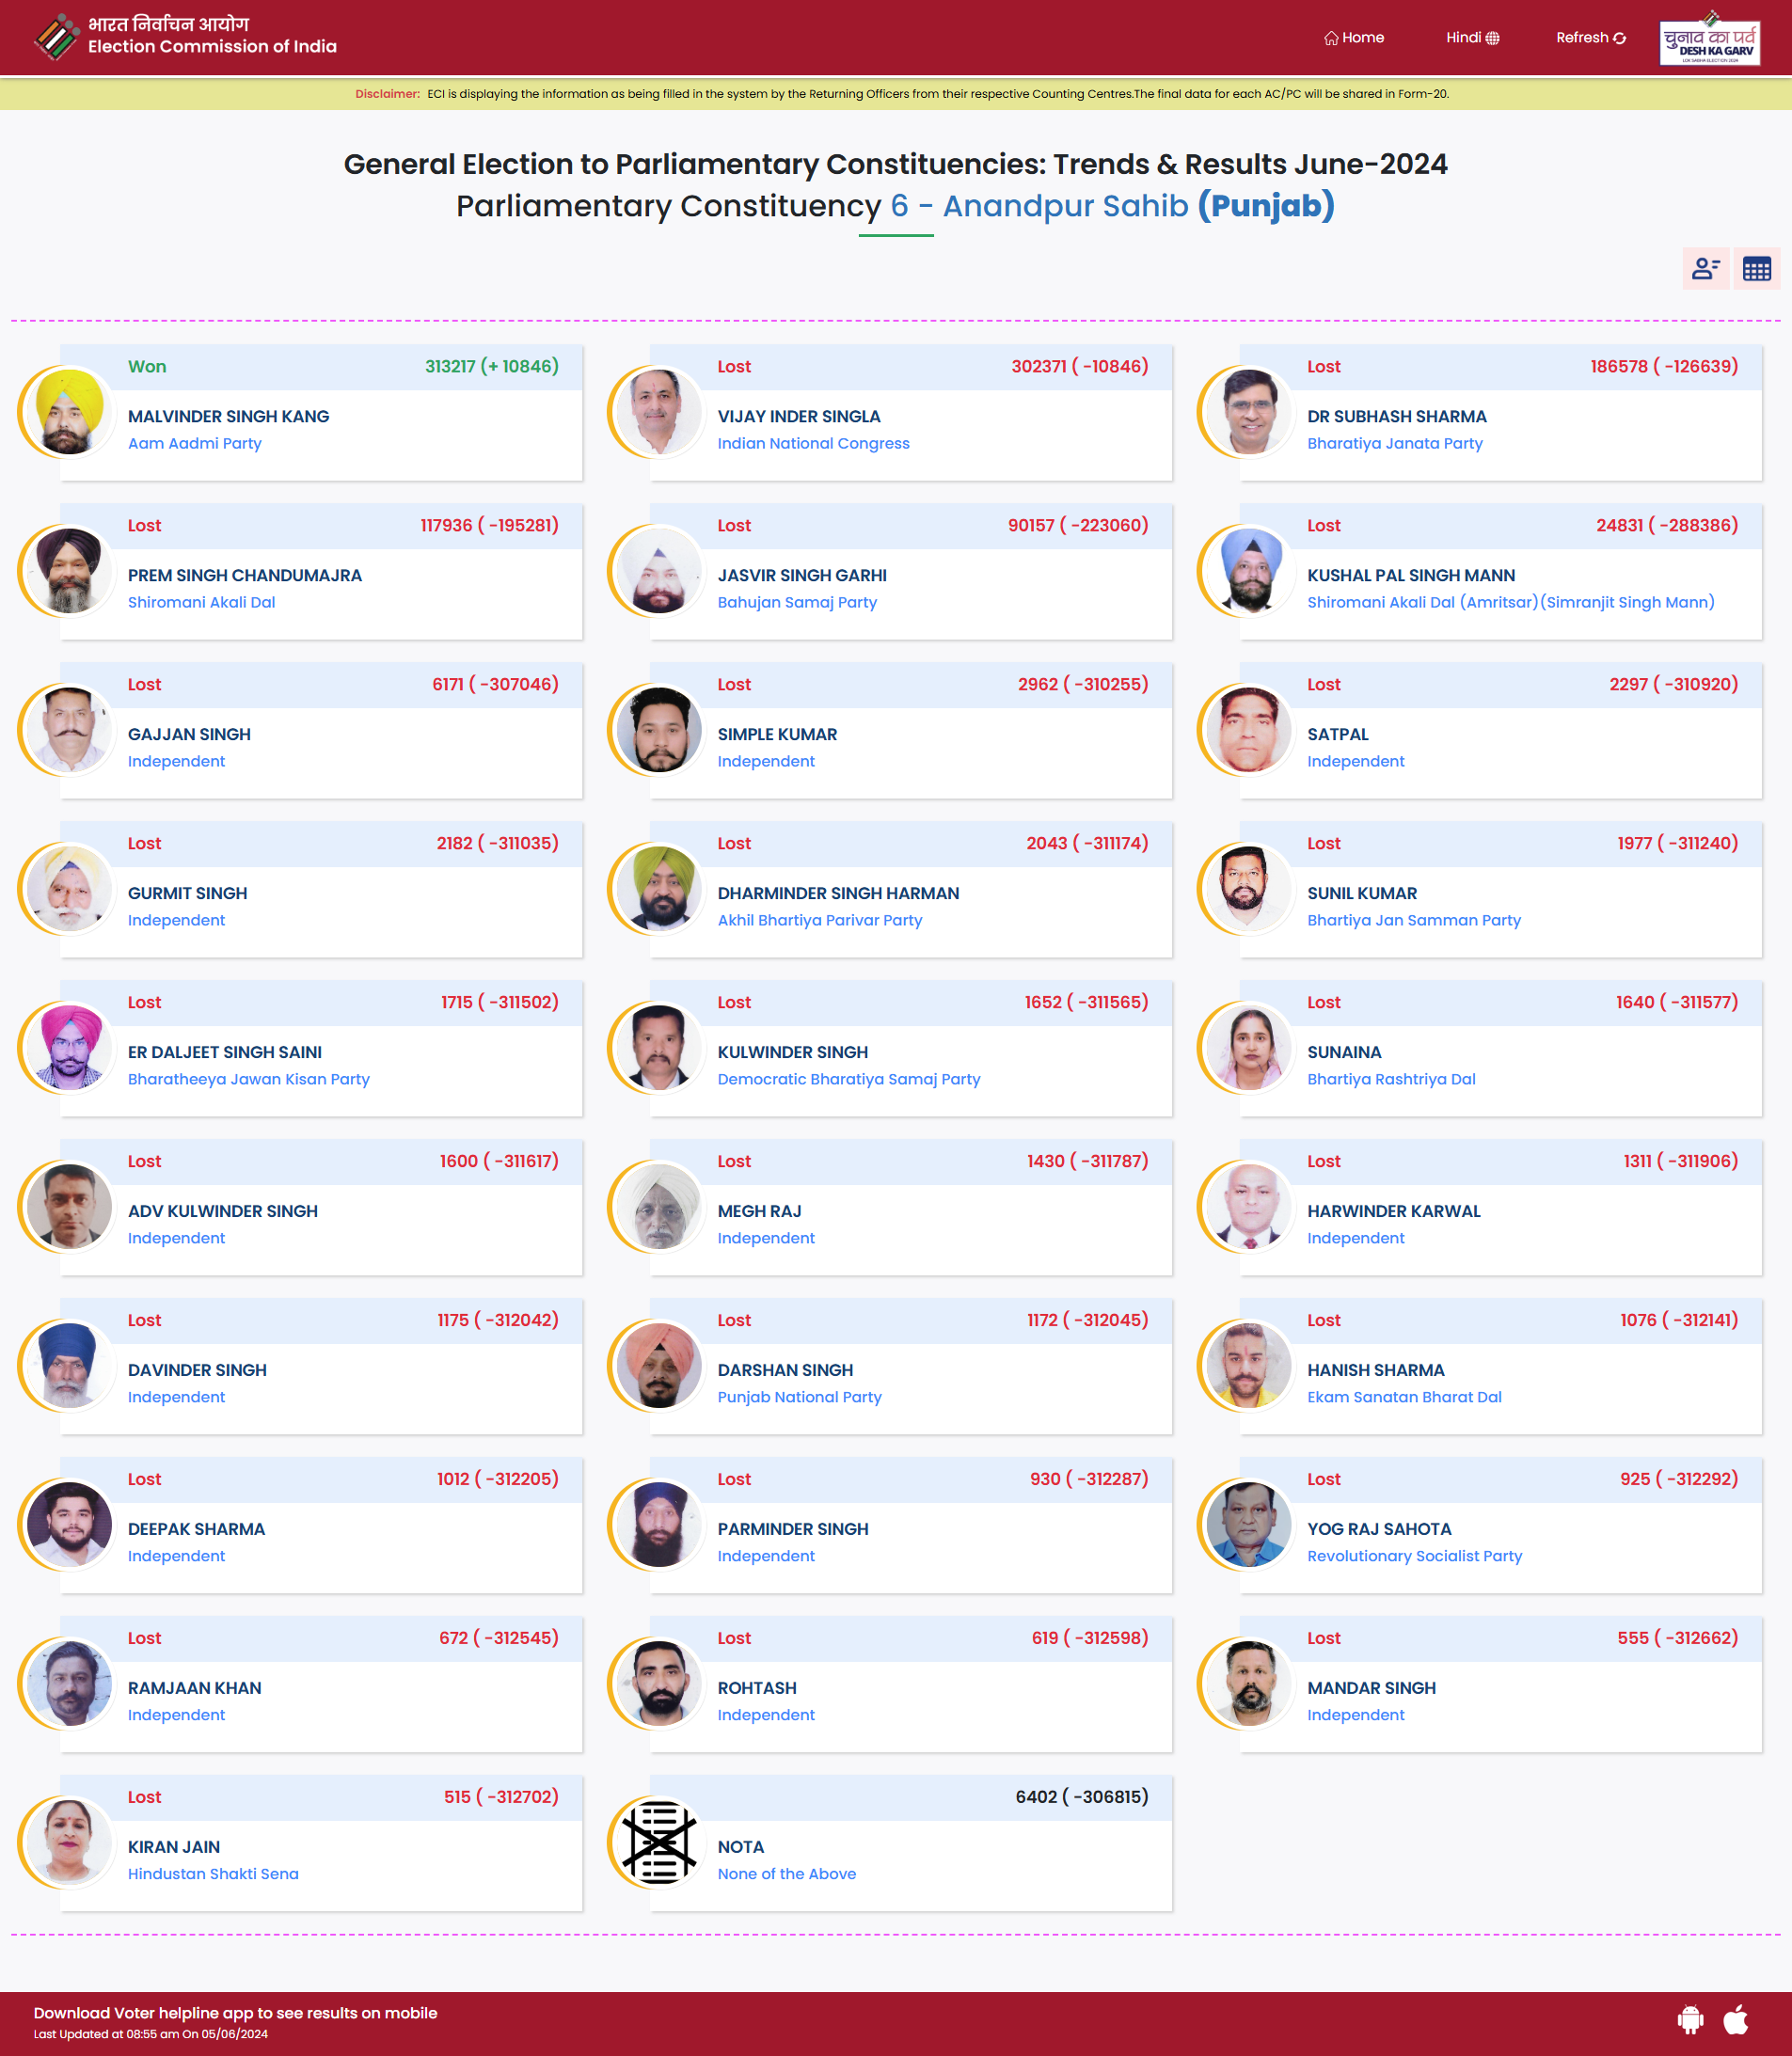 भारत निर्वाचन आयोग
Election Commission of India
Home
Hindi
Refresh
चुनाव का पर्व
DESH KA GARV
LOK SABHA ELECTION 2024
Disclaimer: ECI is displaying the information as being filled in the system by the Returning Officers from their respective Counting Centres.The final data for each AC/PC will be shared in Form-20.
General Election to Parliamentary Constituencies: Trends & Results June-2024
Parliamentary Constituency 6 - Anandpur Sahib (Punjab)
Won 313217 (+ 10846)
MALVINDER SINGH KANG
Aam Aadmi Party
Lost 302371 ( -10846)
VIJAY INDER SINGLA
Indian National Congress
Lost 186578 ( -126639)
DR SUBHASH SHARMA
Bharatiya Janata Party
Lost 117936 ( -195281)
PREM SINGH CHANDUMAJRA
Shiromani Akali Dal
Lost 90157 ( -223060)
JASVIR SINGH GARHI
Bahujan Samaj Party
Lost 24831 ( -288386)
KUSHAL PAL SINGH MANN
Shiromani Akali Dal (Amritsar)(Simranjit Singh Mann)
Lost 6171 ( -307046)
GAJJAN SINGH
Independent
Lost 2962 ( -310255)
SIMPLE KUMAR
Independent
Lost 2297 ( -310920)
SATPAL
Independent
Lost 2182 ( -311035)
GURMIT SINGH
Independent
Lost 2043 ( -311174)
DHARMINDER SINGH HARMAN
Akhil Bhartiya Parivar Party
Lost 1977 ( -311240)
SUNIL KUMAR
Bhartiya Jan Samman Party
Lost 1715 ( -311502)
ER DALJEET SINGH SAINI
Bharatheeya Jawan Kisan Party
Lost 1652 ( -311565)
KULWINDER SINGH
Democratic Bharatiya Samaj Party
Lost 1640 ( -311577)
SUNAINA
Bhartiya Rashtriya Dal
Lost 1600 ( -311617)
ADV KULWINDER SINGH
Independent
Lost 1430 ( -311787)
MEGH RAJ
Independent
Lost 1311 ( -311906)
HARWINDER KARWAL
Independent
Lost 1175 ( -312042)
DAVINDER SINGH
Independent
Lost 1172 ( -312045)
DARSHAN SINGH
Punjab National Party
Lost 1076 ( -312141)
HANISH SHARMA
Ekam Sanatan Bharat Dal
Lost 1012 ( -312205)
DEEPAK SHARMA
Independent
Lost 930 ( -312287)
PARMINDER SINGH
Independent
Lost 925 ( -312292)
YOG RAJ SAHOTA
Revolutionary Socialist Party
Lost 672 ( -312545)
RAMJAAN KHAN
Independent
Lost 619 ( -312598)
ROHTASH
Independent
Lost 555 ( -312662)
MANDAR SINGH
Independent
Lost 515 ( -312702)
KIRAN JAIN
Hindustan Shakti Sena
6402 ( -306815)
NOTA
None of the Above
Download Voter helpline app to see results on mobile
Last Updated at 08:55 am On 05/06/2024